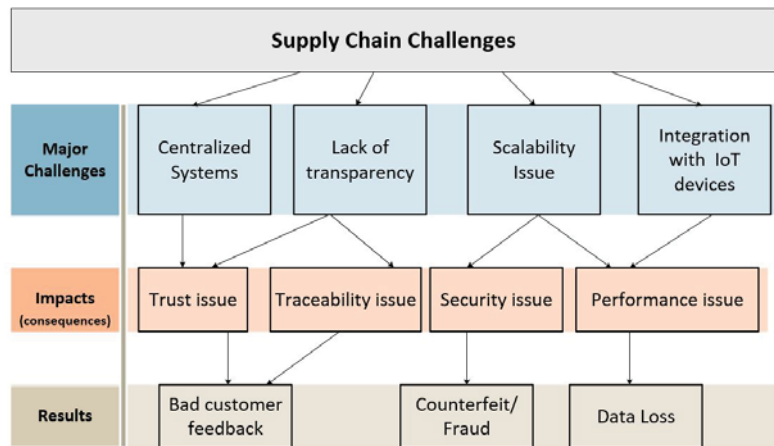 Supply Chain Challenges
Major
Challenges
Centralized
Systems
Lack of
transparency
Scalability
Issue
Integration
with IoT
devices
Impacts
(consequences)
Trust issue
Traceability issue
Security issue
Performance issue
Results
Bad customer
feedback
Counterfeit/
Fraud
Data Loss